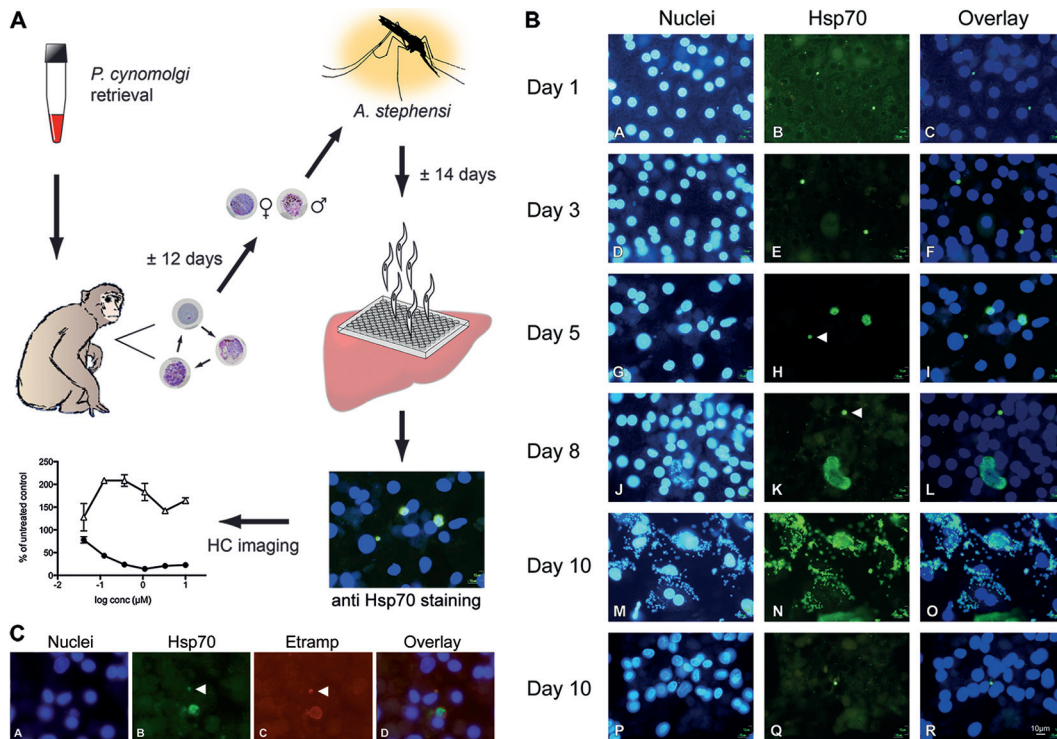 A
P. cynomolgi
retrieval
A. stephensi
± 14 days
♀
♂
± 12 days
250
200
150
100
50
0
% of untreated control
-2
-1
0
1
log conc (µM)
HC imaging
anti Hsp70 staining
B
Nuclei
Hsp70
Overlay
Day 1
A
B
C
Day 3
D
E
F
Day 5
G
H
I
Day 8
J
K
L
Day 10
M
N
O
Day 10
P
Q
R
10µm
C
Nuclei
Hsp70
Etramp
Overlay
A
B
C
D